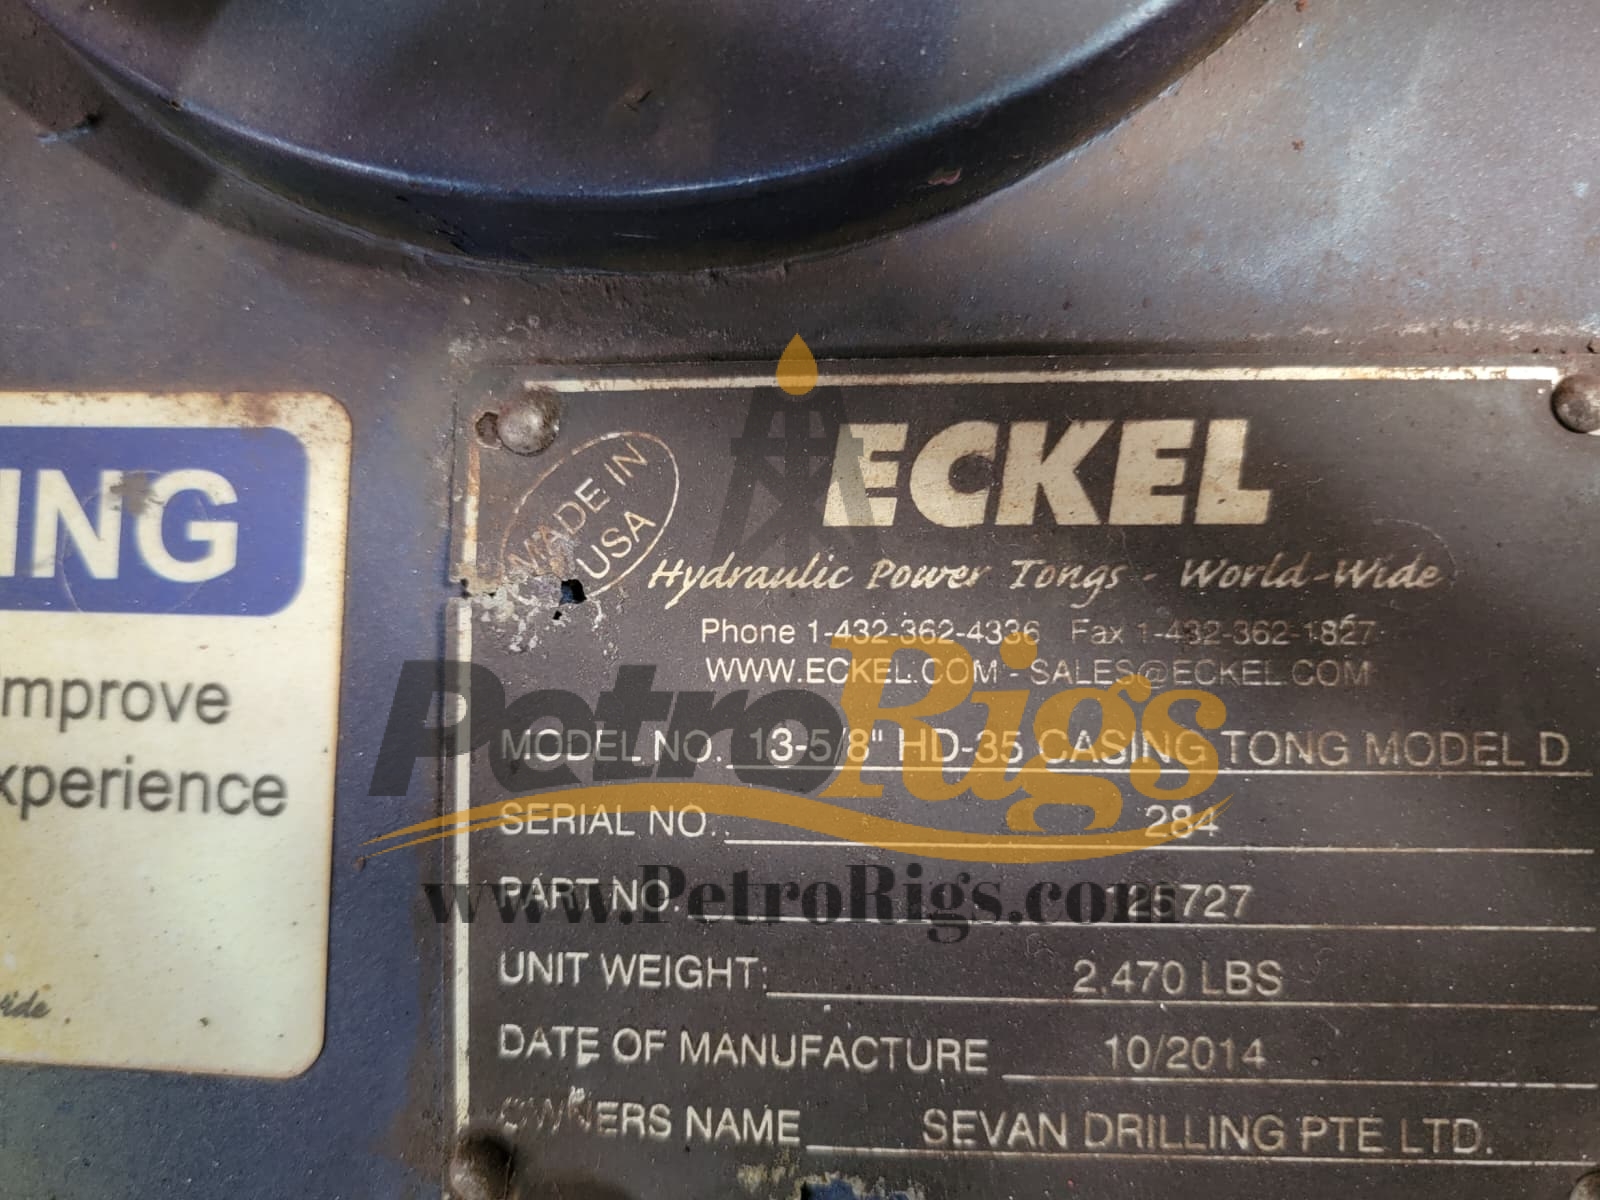 ING
mprove
xperience
ide
MADE IN
USA
ECKEL
Hydraulic Power Tongs - World-Wide
Phone 1-432-362-4336 Fax 1-432-362-1827
WWW.ECKEL.COM - SALES@ECKEL.COM
PetroRigs
MODEL NO. 13-5/8" HD-35 CASING TONG MODEL D
SERIAL NO. 284
www.PetroRigs.com
PART NO. 125727
UNIT WEIGHT: 2.470 LBS
DATE OF MANUFACTURE 10/2014
OWNERS NAME SEVAN DRILLING PTE LTD.